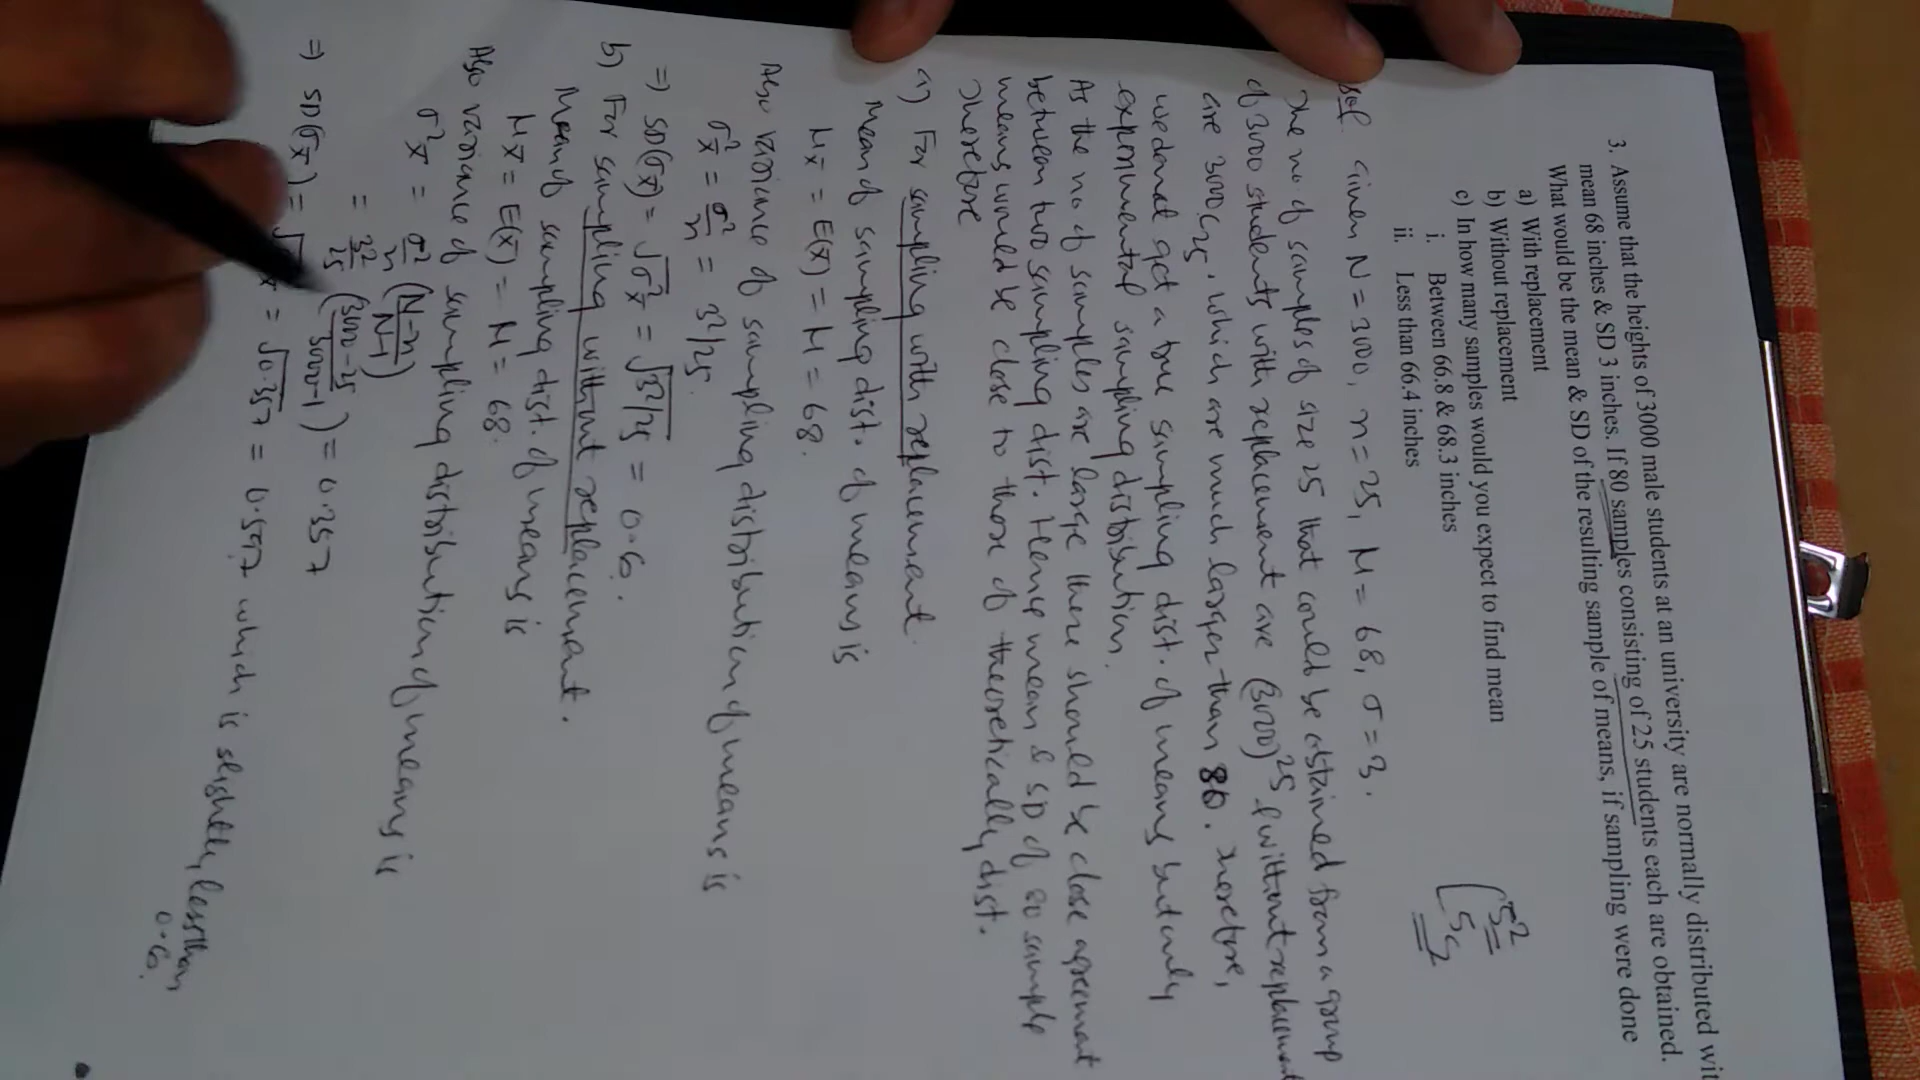 3. Assume that the heights of 3000 male students at an university are normally distributed wit
mean 68 inches & SD 3 inches. If 80 samples consisting of 25 students each are obtained.
What would be the mean & SD of the resulting sample of means, if sampling were done
a) With replacement
b) Without replacement
c) In how many samples would you expect to find mean
i. Between 66.8 & 68.3 inches
ii. Less than 66.4 inches
5²
5C2
Sol. Given N = 3000, n = 25, M = 68, σ = 3.
The no of samples of size 25 that could be obtained from a group
of 3000 students with replacement are (3000)^25 & without replacement
are 3000C25, which are much larger than 80. Therefore,
we do not get a true sampling dist. of means but only
experimental sampling distribution.
As the no of samples are large there should be close agreement
between two sampling dist. Hence mean & SD of 80 sample
means would be close to those of theoretically dist.
Therefore
a) For sampling with replacement.
Mean of sampling dist. of means is
μx̄ = E(x̄) = M = 68.
Also variance of sampling distribution of means is
σ²x̄ = σ²/n = 3²/25.
⇒ SD(σx̄) = √σ²x̄ = √3²/25 = 0.6.
b) For sampling without replacement.
Mean of sampling dist. of means is
μx̄ = E(x̄) = M = 68.
Also variance of sampling distribution of means is
σ²x̄ = σ²/n (N-n/N-1)
= 3²/25 (3000-25/3000-1) = 0.357
⇒ SD(σx̄) = √ = √0.357 = 0.597 which is slightly less than
0.6.